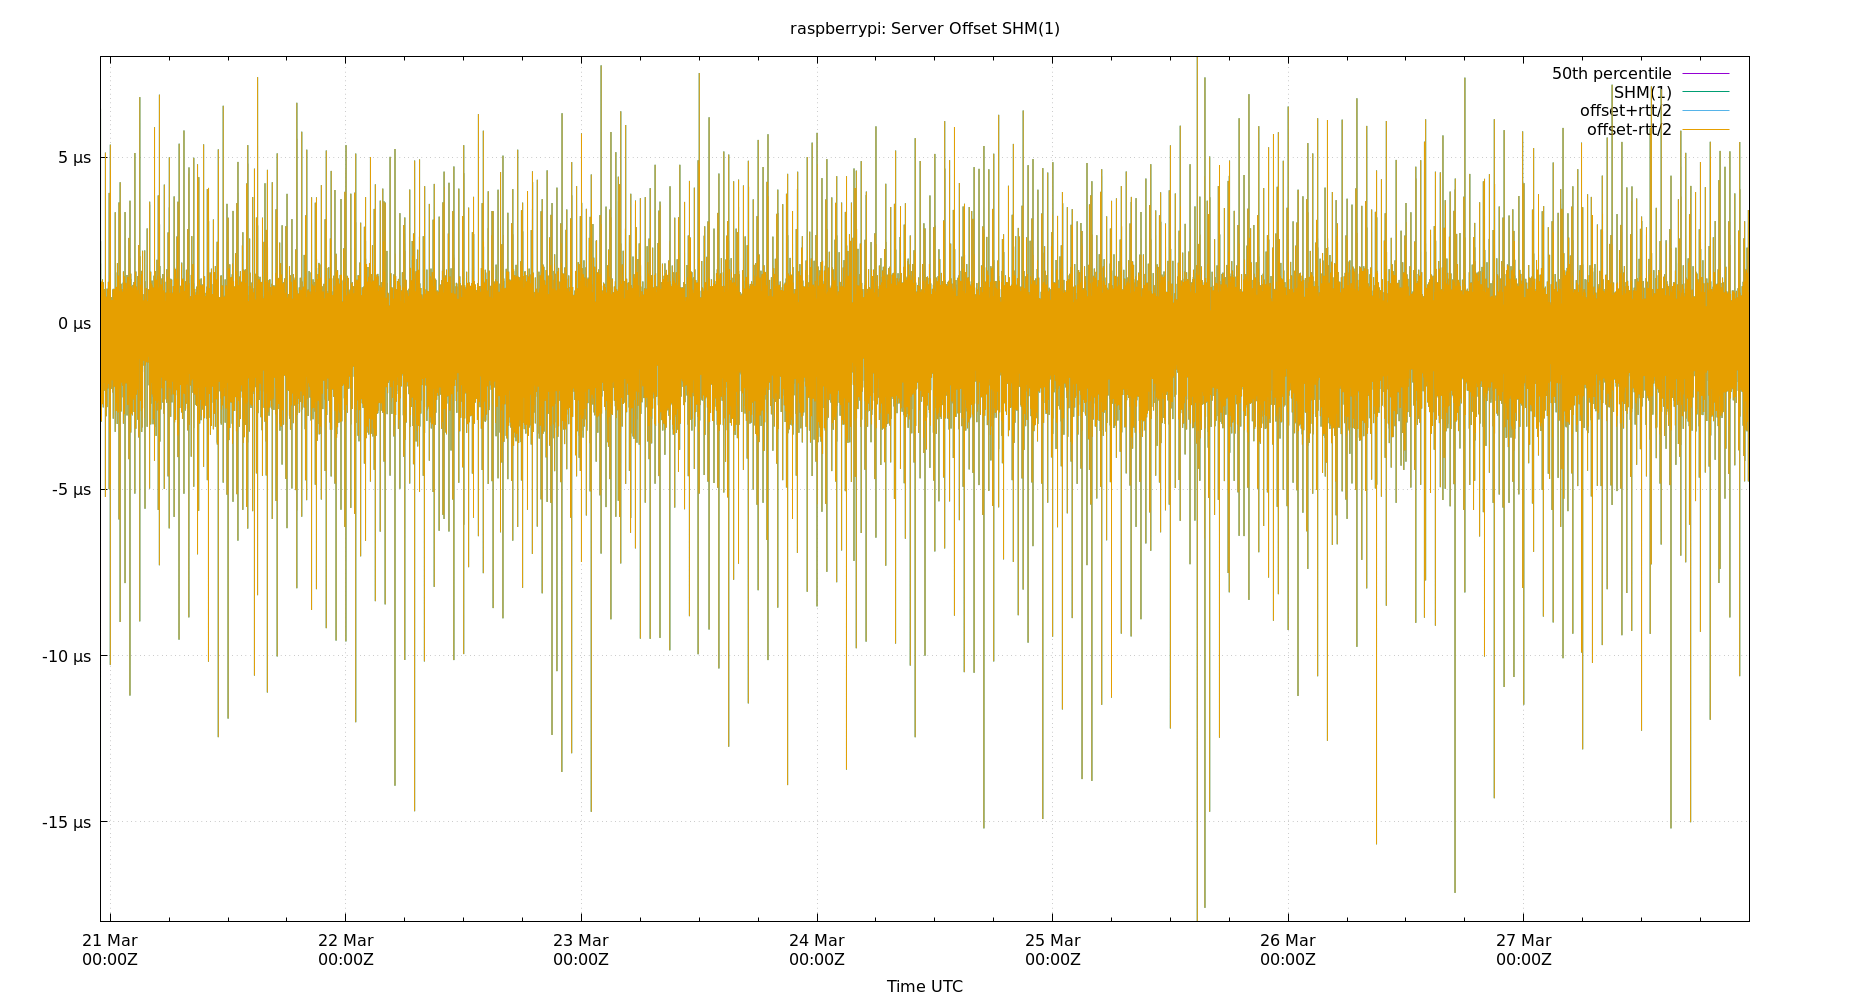 raspberrypi: Server Offset SHM(1)
50th percentile
SHM(1)
offset+rtt/2
offset-rtt/2
5 µs
0 µs
-5 µs
-10 µs
-15 µs
21 Mar 22 Mar 23 Mar 24 Mar 25 Mar 26 Mar 27 Mar
00:00Z 00:00Z 00:00Z 00:00Z 00:00Z 00:00Z 00:00Z
Time UTC